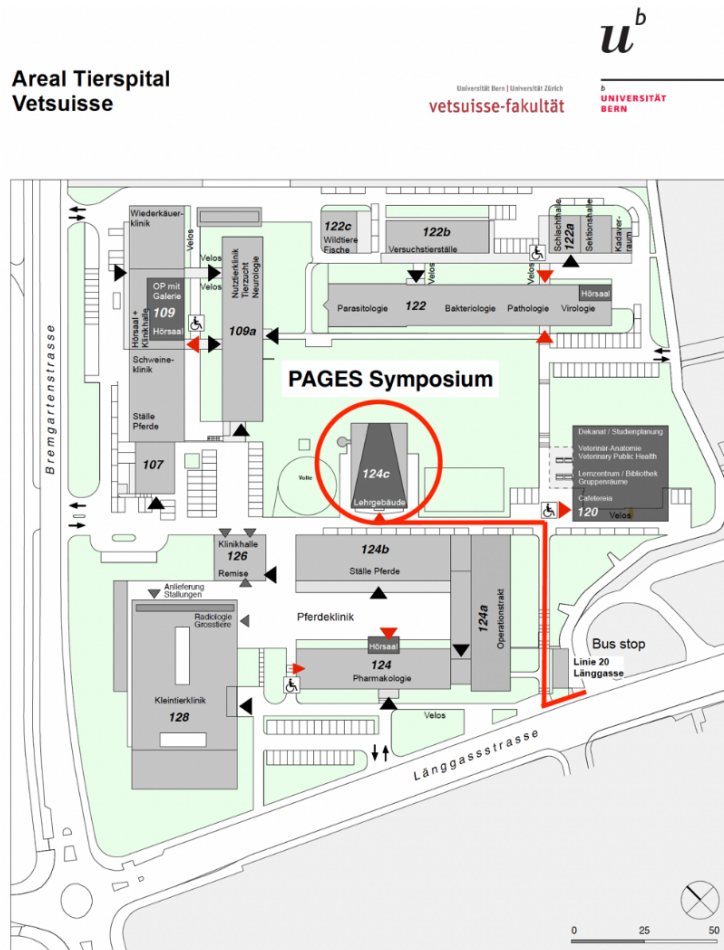 u^b
Areal Tierspital
Vetsuisse
Universität Bern | Universität Zürich
vetsuisse-fakultät
b
UNIVERSITÄT
BERN
Wiederkäuer-
klinik
Velos
Velos
Velos
OP mit
Galerie
109
Hörsaal
Hörsaal +
Klinikhalle
Schweine-
klinik
Ställe
Pferde
107
Nutztierklinik
Tierzucht
Neurologie
109a
122c
Wildtiere
Fische
122b
Versuchstierställe
Schlachthalle
122a
Sektionshalle
Kadaver-
raum
Velos
Velos
Hörsaal
Parasitologie
122
Bakteriologie
Pathologie
Virologie
PAGES Symposium
Bremgartenstrasse
124c
Lehrgebäude
Volte
Dekanat / Studienplanung
Veterinär-Anatomie
Veterinary Public Health
Lernzentrum / Bibliothek
Gruppenräume
Cafeteria
Velos
120
Klinikhalle
126
Remise
124b
Ställe Pferde
124a
Operationstrakt
Anlieferung
Stallungen
Radiologie
Grosstiere
Pferdeklinik
Hörsaal
124
Pharmakologie
Kleintierklinik
128
Velos
Bus stop
Linie 20
Länggasse
Länggassstrasse
0 25 50